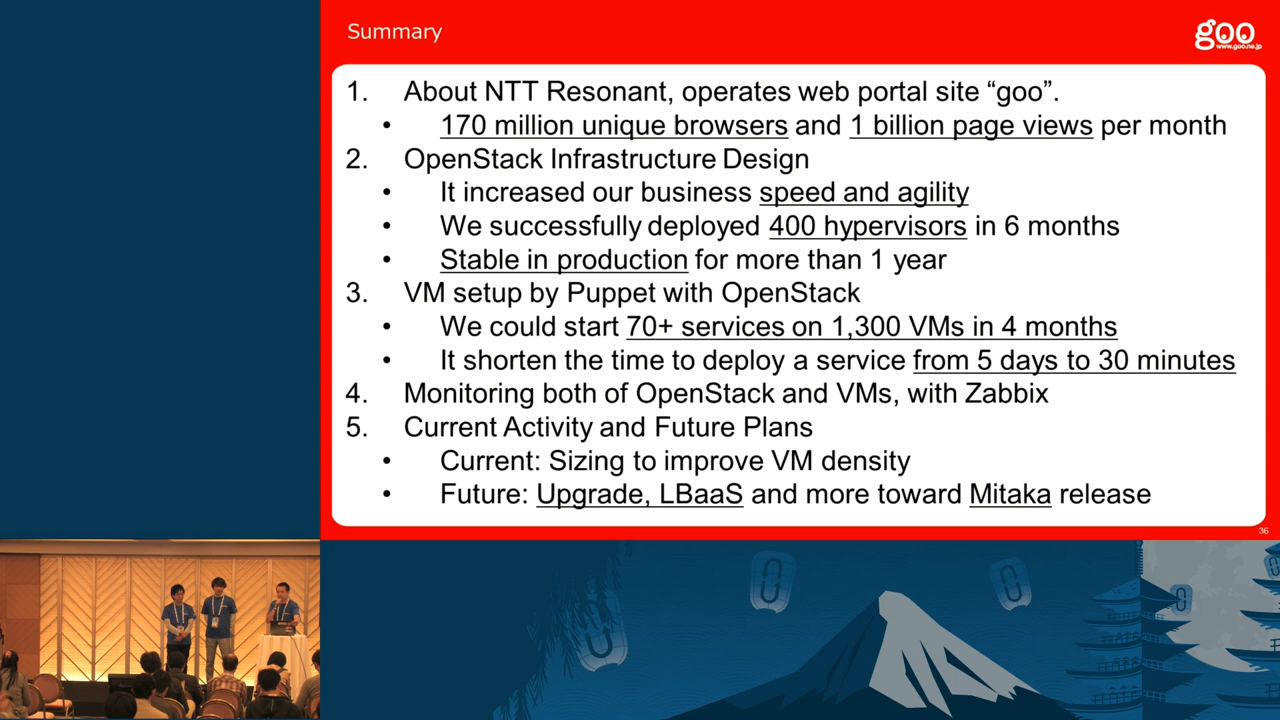 Summary
goo
www.goo.ne.jp
1. About NTT Resonant, operates web portal site “goo”.
• 170 million unique browsers and 1 billion page views per month
2. OpenStack Infrastructure Design
• It increased our business speed and agility
• We successfully deployed 400 hypervisors in 6 months
• Stable in production for more than 1 year
3. VM setup by Puppet with OpenStack
• We could start 70+ services on 1,300 VMs in 4 months
• It shorten the time to deploy a service from 5 days to 30 minutes
4. Monitoring both of OpenStack and VMs, with Zabbix
5. Current Activity and Future Plans
• Current: Sizing to improve VM density
• Future: Upgrade, LBaaS and more toward Mitaka release
36